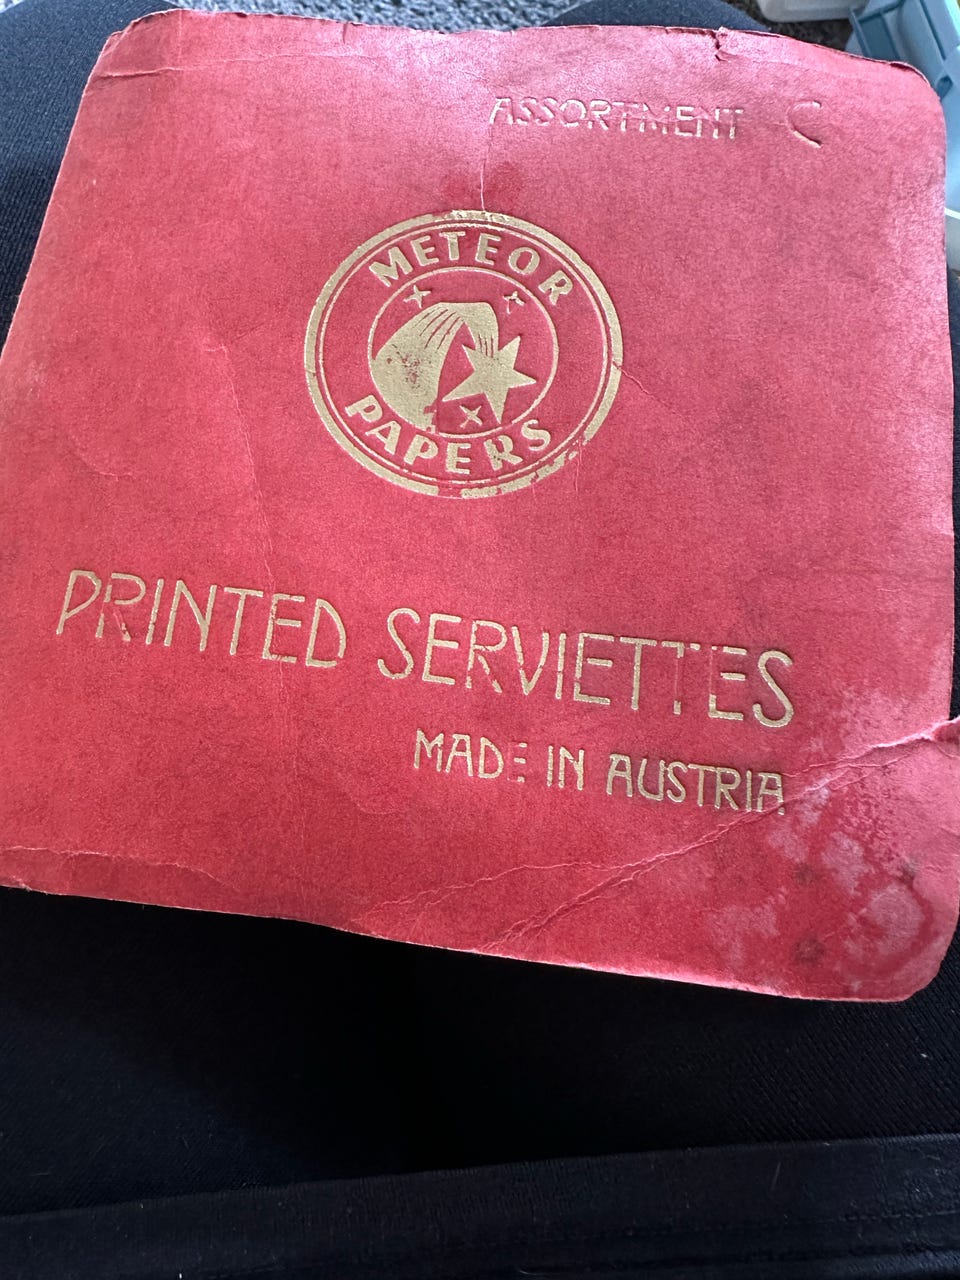 ASSORTMENT C
METEOR
PAPERS
PRINTED SERVIETTES
MADE IN AUSTRIA